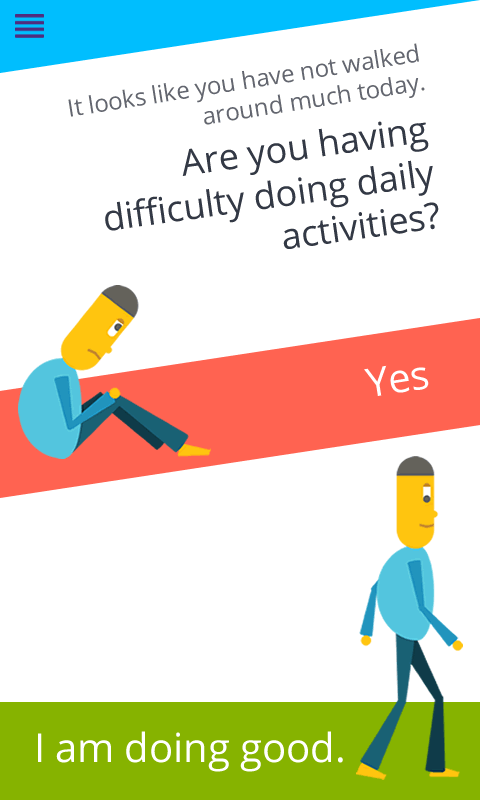 It looks like you have not walked
around much today.
Are you having
difficulty doing daily
activities?
Yes
I am doing good.